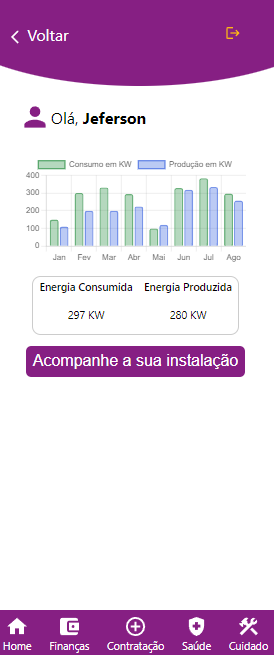 Voltar
Olá, Jeferson
Consumo em KW Produção em KW
400
300
200
100
0
Jan Fev Mar Abr Mai Jun Jul Ago
Energia Consumida Energia Produzida
297 KW 280 KW
Acompanhe a sua instalação
Home Finanças Contratação Saúde Cuidado